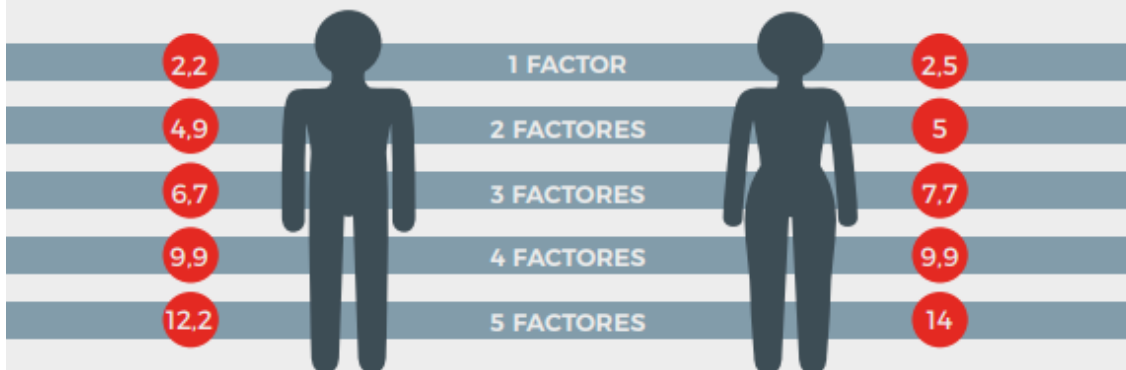 2,2 1 FACTOR 2,5
4,9 2 FACTORES 5
6,7 3 FACTORES 7,7
9,9 4 FACTORES 9,9
12,2 5 FACTORES 14